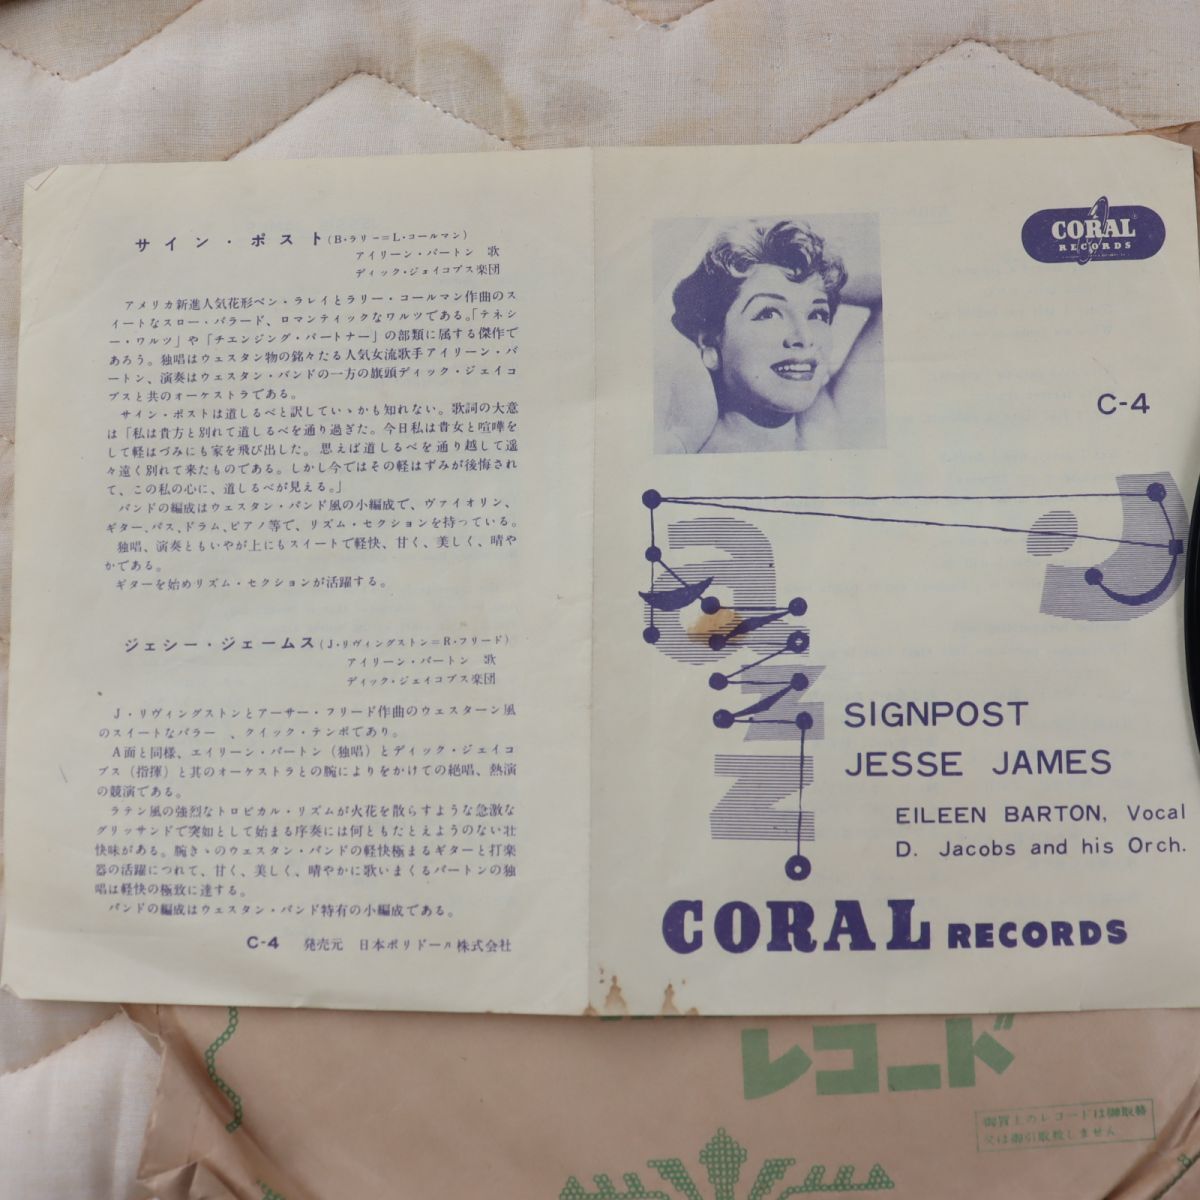 サイン・ポスト(B・ラリー=L・コールマン)
アイリーン・バートン 歌
ディック・ジェイコブス楽団
アメリカ新進人気花形ベン・ラレイとラリー・コールマン作曲のス
イートなスロー・バラード、ロマンティックなワルツである。「テネシ
ー・ワルツ」や「チエンジング・パートナー」の部類に属する傑作で
あろう。独唱はウェスタン物の銘々たる人気女流歌手アイリーン・バ
ートン、演奏はウェスタン・バンドの一方の旗頭ディック・ジェイコ
ブスと共のオーケストラである。
サイン・ポストは道しるべと訳していゝかも知れない。歌詞の大意
は「私は貴方と別れて道しるべを通り過ぎた。今日私は貴女と喧嘩を
して軽はづみにも家を飛び出した。思えば道しるべを通り越して遥
々遠く別れて来たものである。しかし今ではその軽はずみが後悔され
て、この私の心に、道しるべが見える。」
バンドの編成はウェスタン・バンド風の小編成で、ヴァイオリン、
ギター、バス、ドラム、ピアノ等で、リズム・セクションを持っている。
独唱、演奏ともいやが上にもスイートで軽快、甘く、美しく、晴や
かである。
ギターを始めリズム・セクションが活躍する。
ジェシー・ジェームス(J・リヴィングストン=R・フリード)
アイリーン・バートン 歌
ディック・ジェイコブス楽団
J・リヴィングストンとアーサー・フリード作曲のウェスターン風
のスイートなバラー 、クイック・テンポであり。
A面と同様、エイリーン・バートン(独唱)とディック・ジェイコ
ブス(指揮)と其のオーケストラとの腕によりをかけての絶唱、熱演
の競演である。
ラテン風の強烈なトロピカル・リズムが火花を散らすような急激な
グリッサンドで突如として始まる序奏には何ともたとえようのない壮
快味がある。腕きゝのウェスタン・バンドの軽快極まるギターと打楽
器の活躍につれて、甘く、美しく、晴やかに歌いまくるバートンの独
唱は軽快の極致に達する。
バンドの編成はウェスタン・バンド特有の小編成である。
C-4 発売元 日本ポリドール株式会社
CORAL
RECORDS
C-4
SIGNPOST
JESSE JAMES
EILEEN BARTON, Vocal
D. Jacobs and his Orch.
CORAL RECORDS
レコード
御買上のレコードは御取替
又は御引取致しません